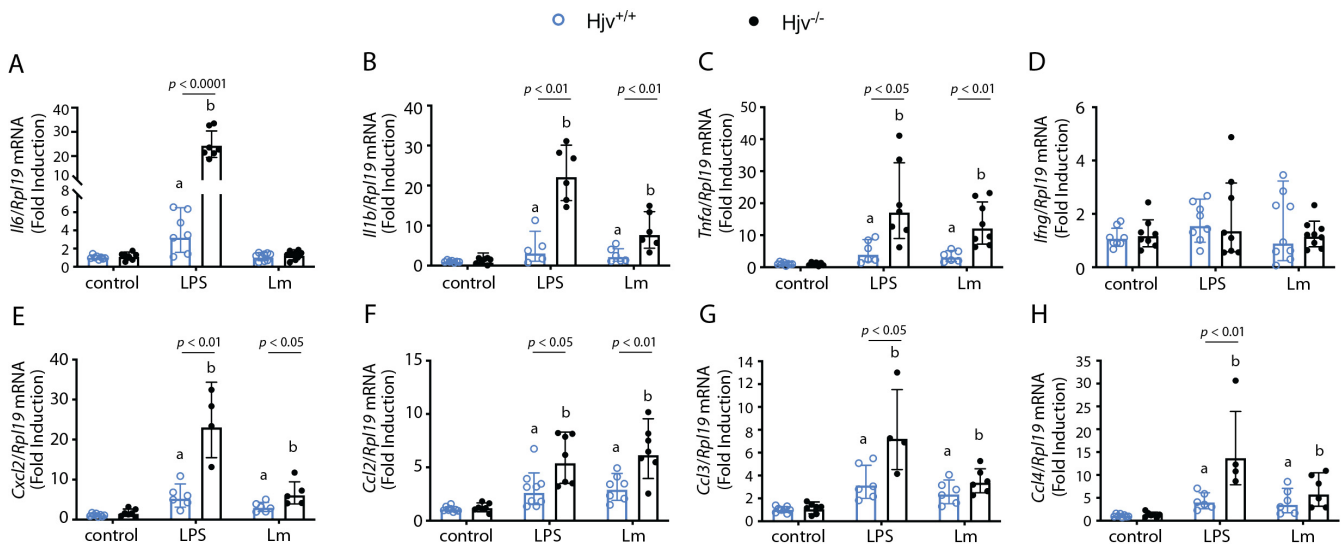 Hjv+/+ Hjv-/-
A
Il6/Rpl19 mRNA
(Fold Induction)
40
30
20
10
8
6
4
2
0
p < 0.0001
a
b
control LPS Lm
B
Il1b/Rpl19 mRNA
(Fold Induction)
40
30
20
10
0
p < 0.01
p < 0.01
a
b
a
b
control LPS Lm
C
Tnfa/Rpl19 mRNA
(Fold Induction)
50
40
30
20
10
0
p < 0.05
p < 0.01
a
b
a
b
control LPS Lm
D
Ifng/Rpl19 mRNA
(Fold Induction)
6
4
2
0
control LPS Lm
E
Cxcl2/Rpl19 mRNA
(Fold Induction)
40
30
20
10
0
p < 0.01
p < 0.05
a
b
a
b
control LPS Lm
F
Ccl2/Rpl19 mRNA
(Fold Induction)
15
10
5
0
p < 0.05
p < 0.01
a
b
a
b
control LPS Lm
G
Ccl3/Rpl19 mRNA
(Fold Induction)
14
12
10
8
6
4
2
0
p < 0.05
a
b
a
b
control LPS Lm
H
Ccl4/Rpl19 mRNA
(Fold Induction)
35
30
25
20
15
10
5
0
p < 0.01
a
b
a
b
control LPS Lm